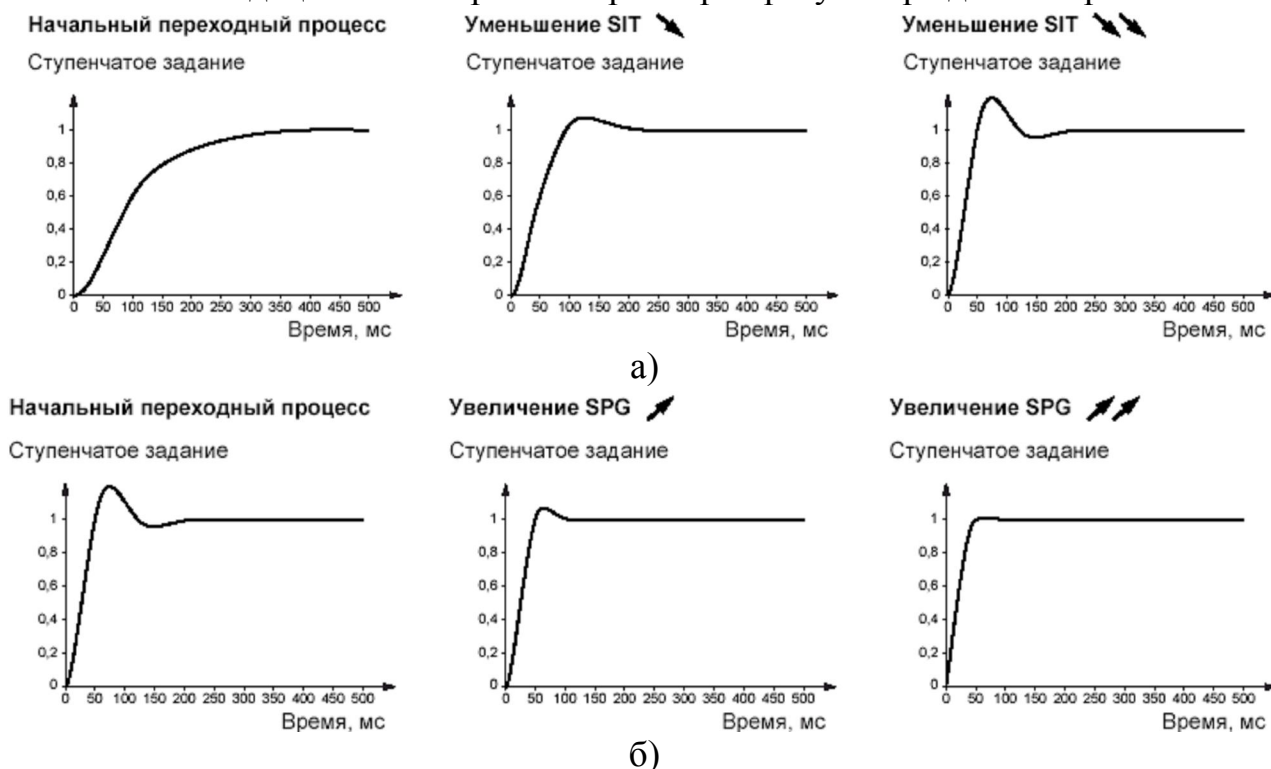 Начальный переходный процесс
Ступенчатое задание
1
0,8
0,6
0,4
0,2
0
0 50 100 150 200 250 300 350 400 450 500
Время, мс
Уменьшение SIT
Ступенчатое задание
1
0,8
0,6
0,4
0,2
0
0 50 100 150 200 250 300 350 400 450 500
Время, мс
Уменьшение SIT
Ступенчатое задание
1
0,8
0,6
0,4
0,2
0
0 50 100 150 200 250 300 350 400 450 500
Время, мс
а)
Начальный переходный процесс
Ступенчатое задание
1
0,8
0,6
0,4
0,2
0
0 50 100 150 200 250 300 350 400 450 500
Время, мс
Увеличение SPG
Ступенчатое задание
1
0,8
0,6
0,4
0,2
0
0 50 100 150 200 250 300 350 400 450 500
Время, мс
Увеличение SPG
Ступенчатое задание
1
0,8
0,6
0,4
0,2
0
0 50 100 150 200 250 300 350 400 450 500
Время, мс
б)